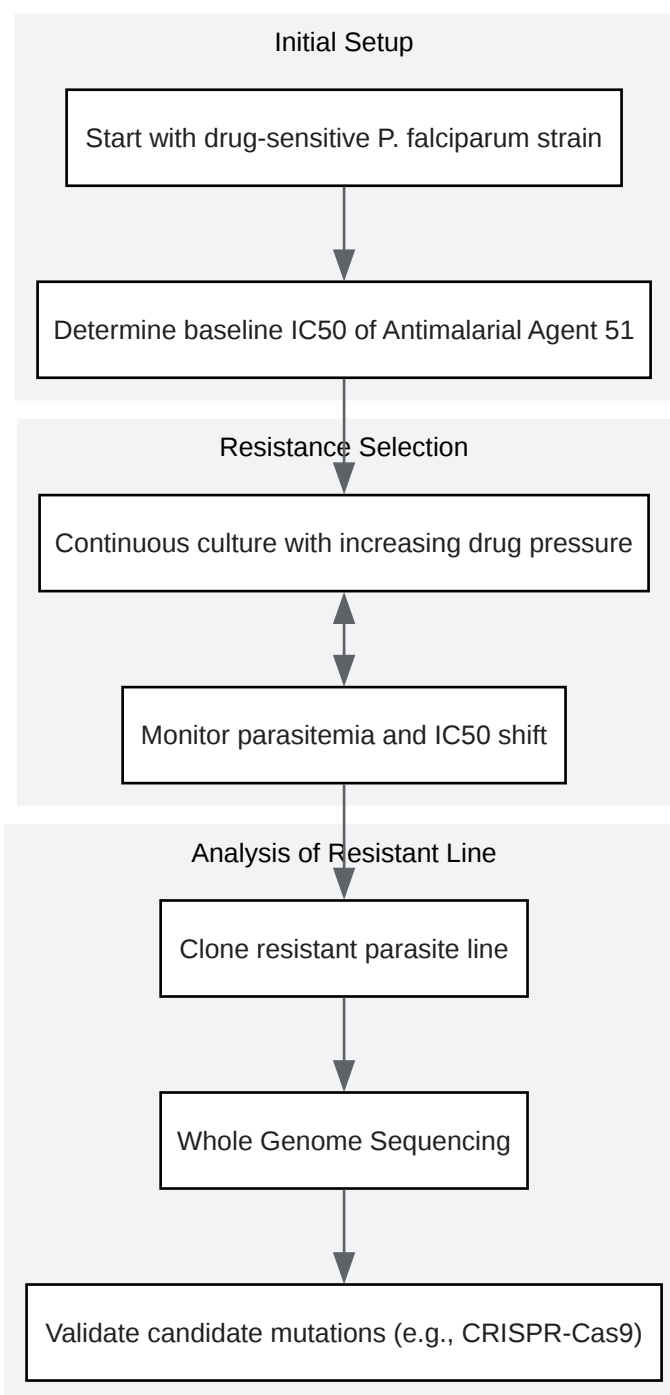 Initial Setup
Start with drug-sensitive P. falciparum strain
Determine baseline IC50 of Antimalarial Agent 51
Resistance Selection
Continuous culture with increasing drug pressure
Monitor parasitemia and IC50 shift
Analysis of Resistant Line
Clone resistant parasite line
Whole Genome Sequencing
Validate candidate mutations (e.g., CRISPR-Cas9)